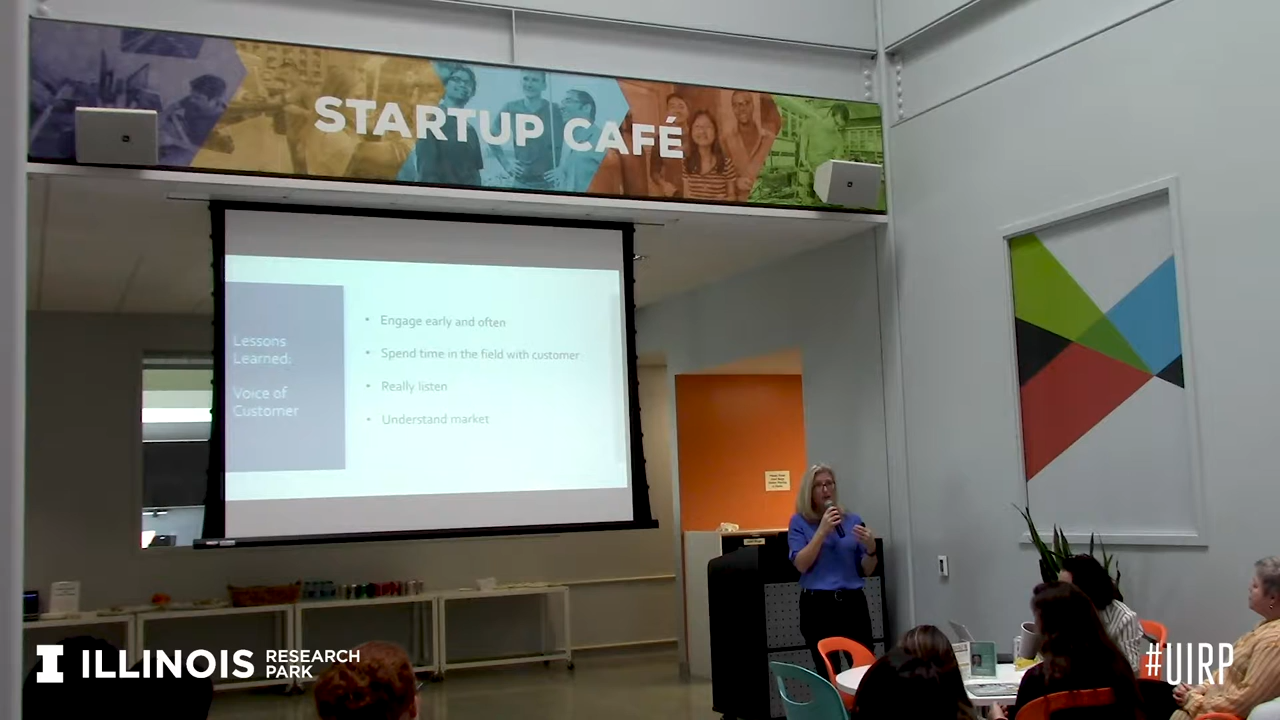 STARTUP CAFÉ
Lessons
Learned:
Voice of
Customer
• Engage early and often
• Spend time in the field with customer
• Really listen
• Understand market
I ILLINOIS RESEARCH
PARK
#UIRP